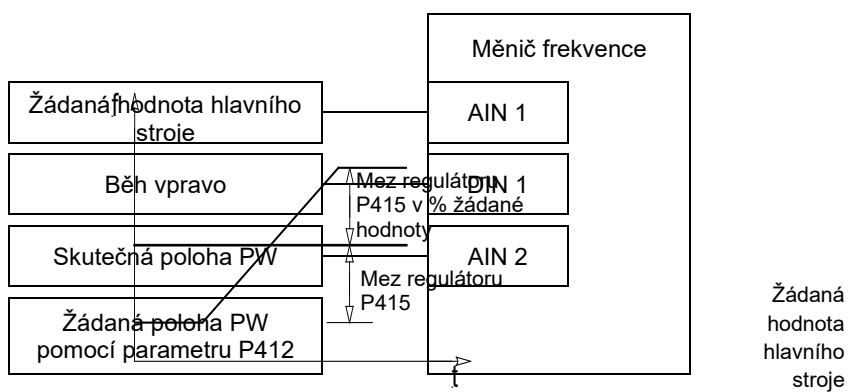 Měnič frekvence
Žádaná hodnota hlavního
stroje
f
AIN 1
Běh vpravo
DIN 1
Mez regulátoru
P415 v % žádané
hodnoty
Skutečná poloha PW
AIN 2
Mez regulátoru
P415
Žádaná poloha PW
pomocí parametru P412
t
Žádaná
hodnota
hlavního
stroje